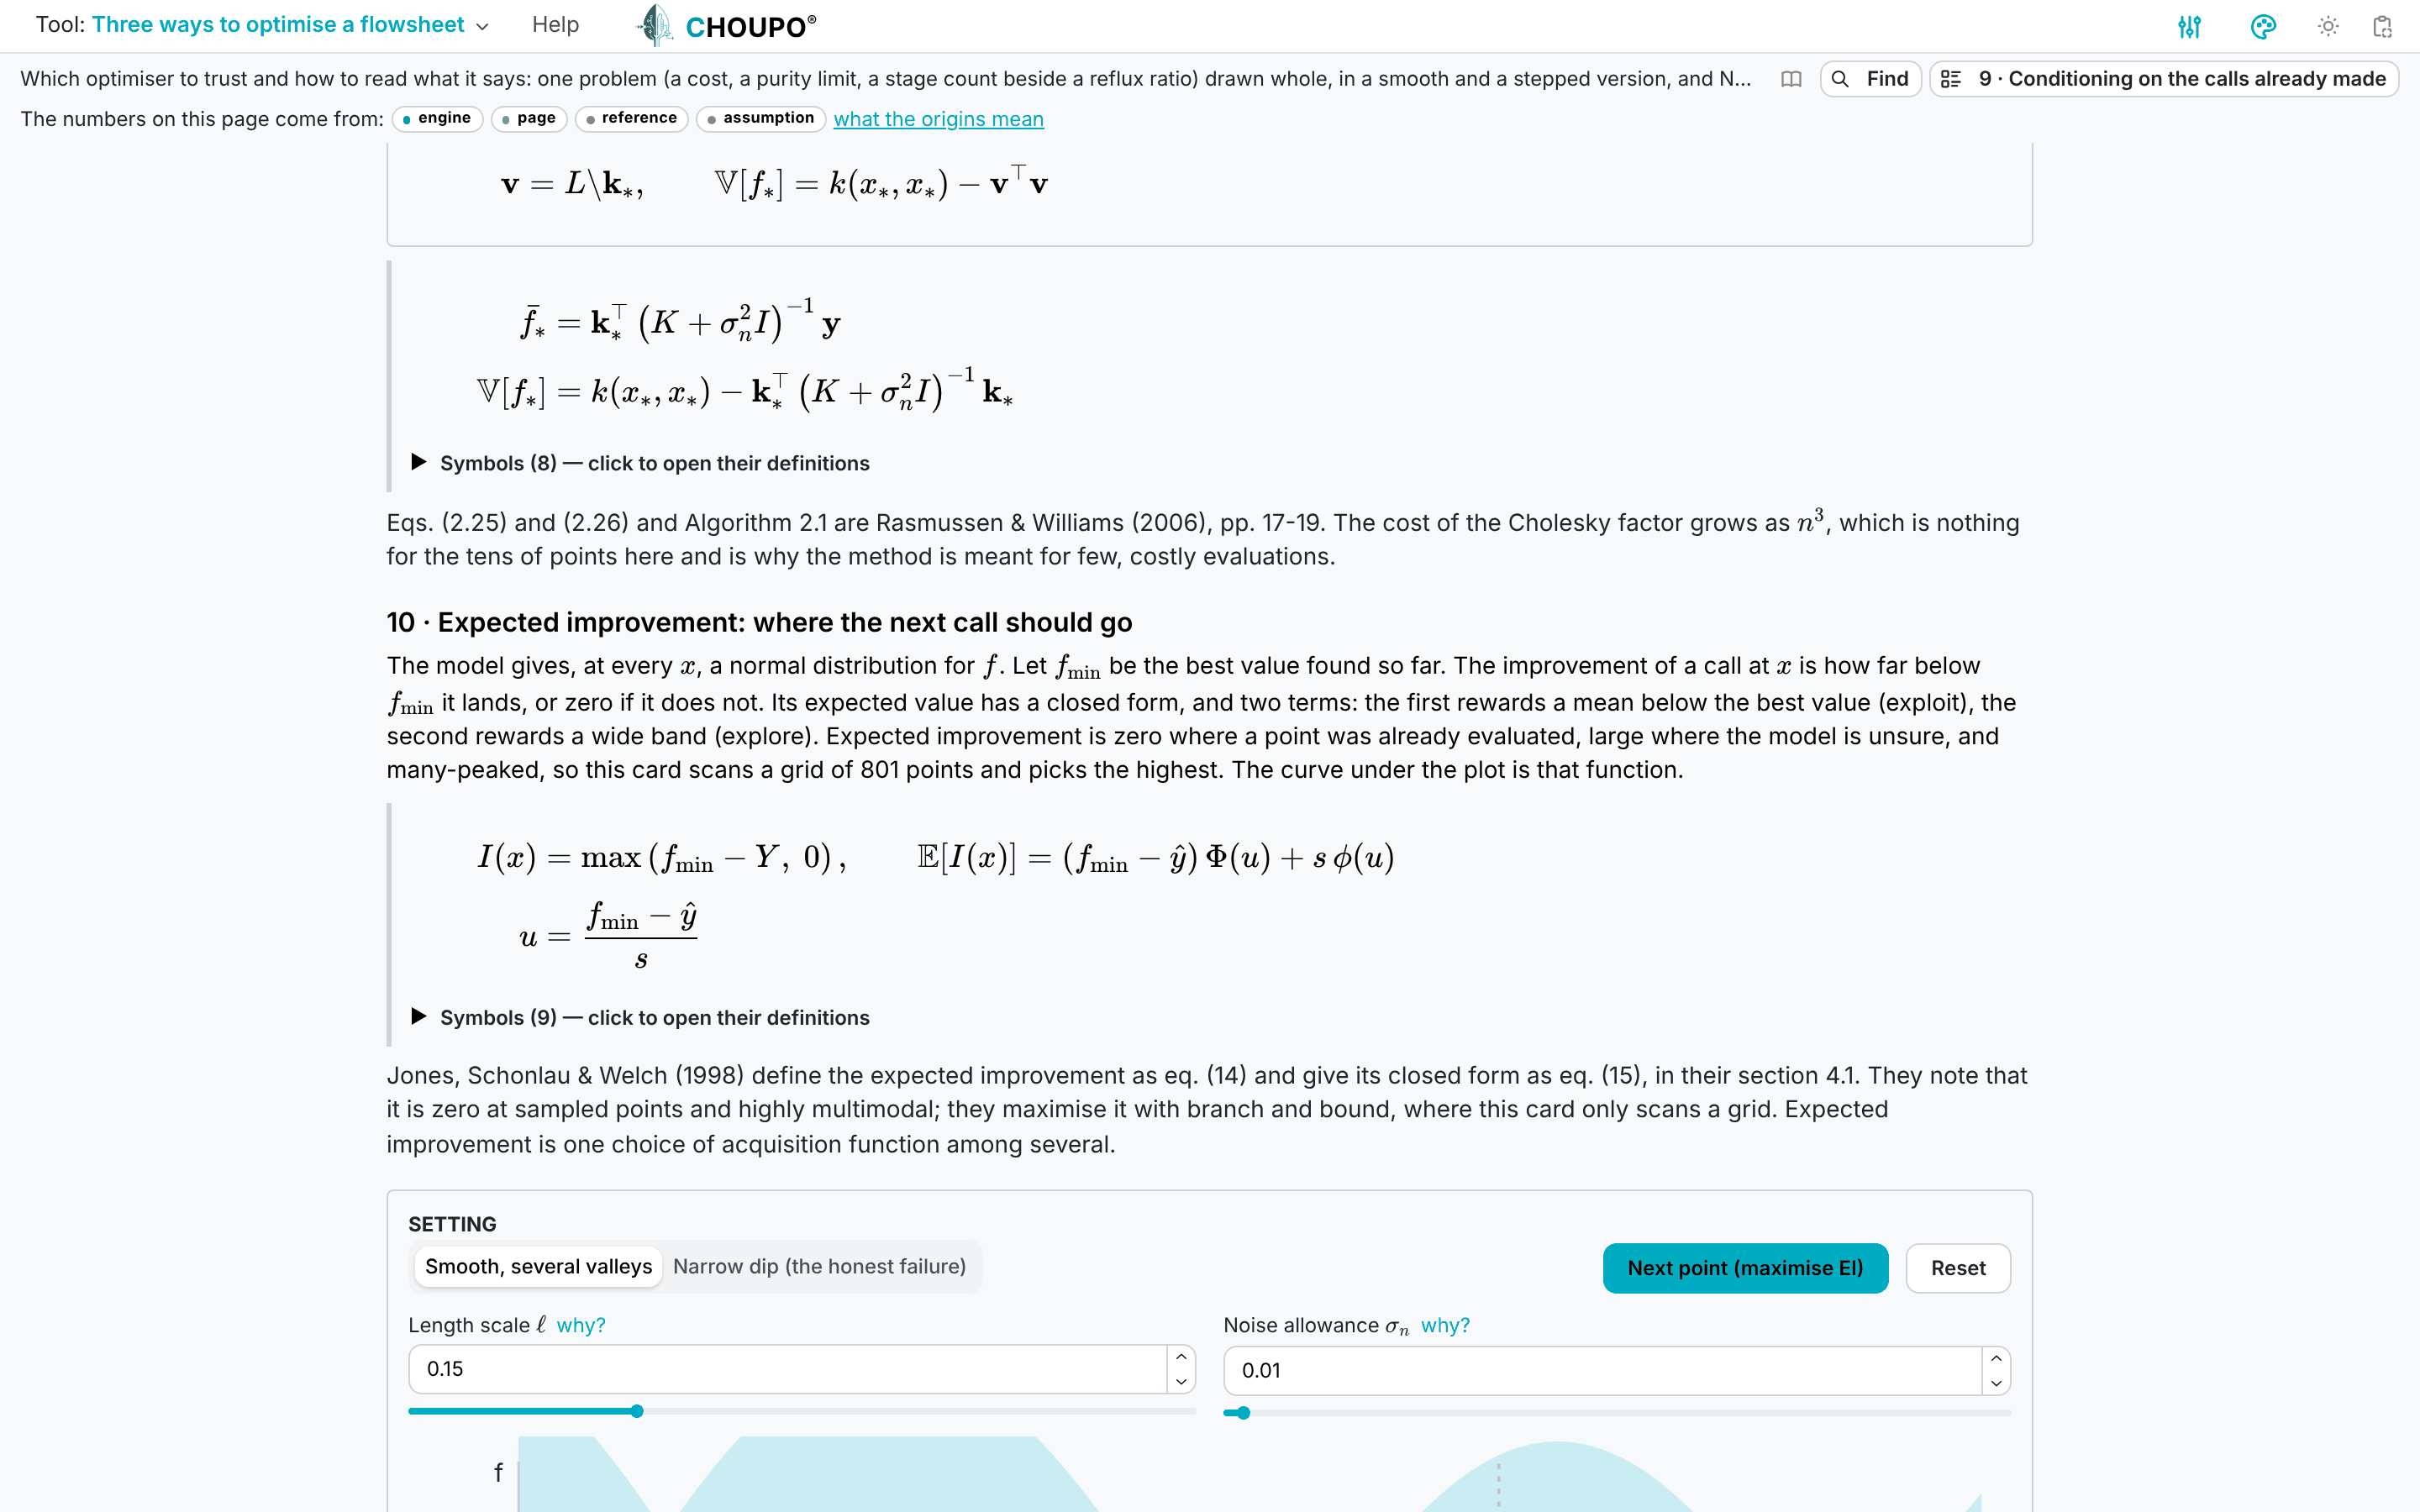 Tool: Three ways to optimise a flowsheet
Help
CHOUPO®
Which optimiser to trust and how to read what it says: one problem (a cost, a purity limit, a stage count beside a reflux ratio) drawn whole, in a smooth and a stepped version, and N...
Find
9 · Conditioning on the calls already made
The numbers on this page come from: engine page reference assumption what the origins mean
v = L\k∗, 𝕍[f∗] = k(x∗, x∗) − v⊤v
f̄∗ = k∗⊤ (K + σn² I)⁻¹ y
𝕍[f∗] = k(x∗, x∗) − k∗⊤ (K + σn² I)⁻¹ k∗
Symbols (8) — click to open their definitions
Eqs. (2.25) and (2.26) and Algorithm 2.1 are Rasmussen & Williams (2006), pp. 17-19. The cost of the Cholesky factor grows as n³, which is nothing
for the tens of points here and is why the method is meant for few, costly evaluations.
10 · Expected improvement: where the next call should go
The model gives, at every x, a normal distribution for f. Let fmin be the best value found so far. The improvement of a call at x is how far below
fmin it lands, or zero if it does not. Its expected value has a closed form, and two terms: the first rewards a mean below the best value (exploit), the
second rewards a wide band (explore). Expected improvement is zero where a point was already evaluated, large where the model is unsure, and
many-peaked, so this card scans a grid of 801 points and picks the highest. The curve under the plot is that function.
I(x) = max (fmin − Y, 0), 𝔼[I(x)] = (fmin − ŷ) Φ(u) + s ϕ(u)
u = (fmin − ŷ) / s
Symbols (9) — click to open their definitions
Jones, Schonlau & Welch (1998) define the expected improvement as eq. (14) and give its closed form as eq. (15), in their section 4.1. They note that
it is zero at sampled points and highly multimodal; they maximise it with branch and bound, where this card only scans a grid. Expected
improvement is one choice of acquisition function among several.
SETTING
Smooth, several valleys
Narrow dip (the honest failure)
Next point (maximise EI)
Reset
Length scale ℓ why?
Noise allowance σn why?
0.15
0.01
f